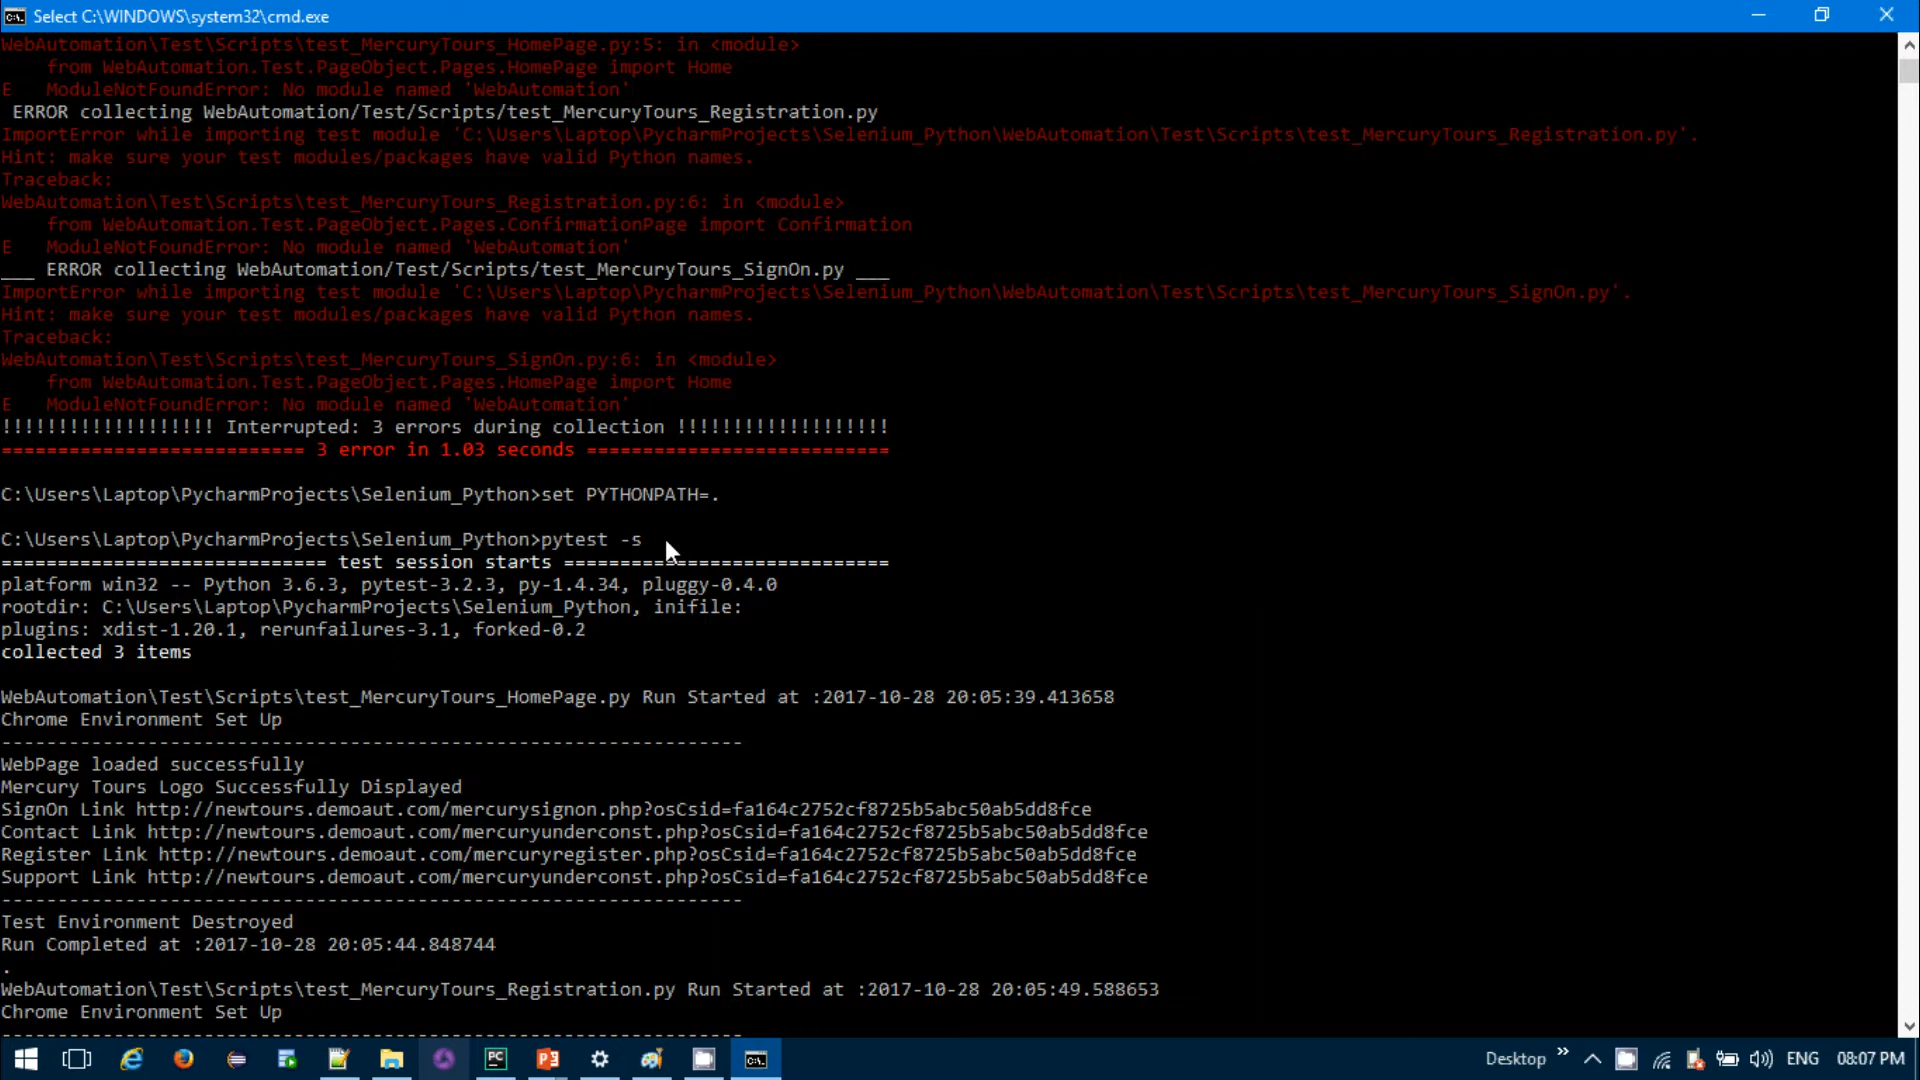 Select C:\WINDOWS\system32\cmd.exe
WebAutomation\Test\Scripts\test_MercuryTours_HomePage.py:5: in <module>
    from WebAutomation.Test.PageObject.Pages.HomePage import Home
E   ModuleNotFoundError: No module named 'WebAutomation'
 ERROR collecting WebAutomation/Test/Scripts/test_MercuryTours_Registration.py
ImportError while importing test module 'C:\Users\Laptop\PycharmProjects\Selenium_Python\WebAutomation\Test\Scripts\test_MercuryTours_Registration.py'.
Hint: make sure your test modules/packages have valid Python names.
Traceback:
WebAutomation\Test\Scripts\test_MercuryTours_Registration.py:6: in <module>
    from WebAutomation.Test.PageObject.Pages.ConfirmationPage import Confirmation
E   ModuleNotFoundError: No module named 'WebAutomation'
___ ERROR collecting WebAutomation/Test/Scripts/test_MercuryTours_SignOn.py ___
ImportError while importing test module 'C:\Users\Laptop\PycharmProjects\Selenium_Python\WebAutomation\Test\Scripts\test_MercuryTours_SignOn.py'.
Hint: make sure your test modules/packages have valid Python names.
Traceback:
WebAutomation\Test\Scripts\test_MercuryTours_SignOn.py:6: in <module>
    from WebAutomation.Test.PageObject.Pages.HomePage import Home
E   ModuleNotFoundError: No module named 'WebAutomation'
!!!!!!!!!!!!!!!!!!! Interrupted: 3 errors during collection !!!!!!!!!!!!!!!!!!!
=========================== 3 error in 1.03 seconds ===========================
C:\Users\Laptop\PycharmProjects\Selenium_Python>set PYTHONPATH=.
C:\Users\Laptop\PycharmProjects\Selenium_Python>pytest -s
============================= test session starts =============================
platform win32 -- Python 3.6.3, pytest-3.2.3, py-1.4.34, pluggy-0.4.0
rootdir: C:\Users\Laptop\PycharmProjects\Selenium_Python, inifile:
plugins: xdist-1.20.1, rerunfailures-3.1, forked-0.2
collected 3 items
WebAutomation\Test\Scripts\test_MercuryTours_HomePage.py Run Started at :2017-10-28 20:05:39.413658
Chrome Environment Set Up
------------------------------------------------------------------
WebPage loaded successfully
Mercury Tours Logo Successfully Displayed
SignOn Link http://newtours.demoaut.com/mercurysignon.php?osCsid=fa164c2752cf8725b5abc50ab5dd8fce
Contact Link http://newtours.demoaut.com/mercuryunderconst.php?osCsid=fa164c2752cf8725b5abc50ab5dd8fce
Register Link http://newtours.demoaut.com/mercuryregister.php?osCsid=fa164c2752cf8725b5abc50ab5dd8fce
Support Link http://newtours.demoaut.com/mercuryunderconst.php?osCsid=fa164c2752cf8725b5abc50ab5dd8fce
------------------------------------------------------------------
Test Environment Destroyed
Run Completed at :2017-10-28 20:05:44.848744
.
WebAutomation\Test\Scripts\test_MercuryTours_Registration.py Run Started at :2017-10-28 20:05:49.588653
Chrome Environment Set Up
------------------------------------------------------------------
Desktop » ENG 08:07 PM